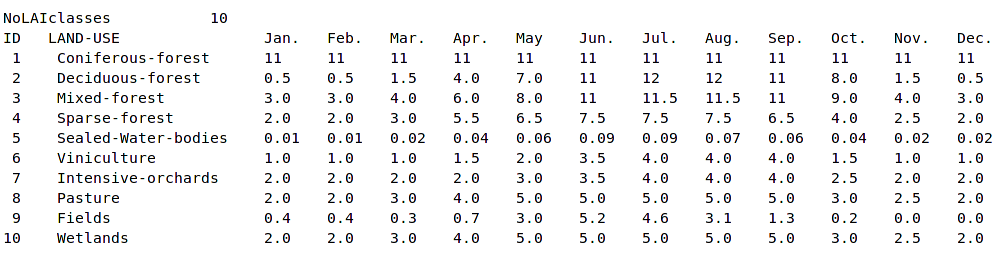 NoLAIclasses 10
ID LAND-USE Jan. Feb. Mar. Apr. May Jun. Jul. Aug. Sep. Oct. Nov. Dec.
1 Coniferous-forest 11 11 11 11 11 11 11 11 11 11 11 11
2 Deciduous-forest 0.5 0.5 1.5 4.0 7.0 11 12 12 11 8.0 1.5 0.5
3 Mixed-forest 3.0 3.0 4.0 6.0 8.0 11 11.5 11.5 11 9.0 4.0 3.0
4 Sparse-forest 2.0 2.0 3.0 5.5 6.5 7.5 7.5 7.5 6.5 4.0 2.5 2.0
5 Sealed-Water-bodies 0.01 0.01 0.02 0.04 0.06 0.09 0.09 0.07 0.06 0.04 0.02 0.02
6 Viniculture 1.0 1.0 1.0 1.5 2.0 3.5 4.0 4.0 4.0 1.5 1.0 1.0
7 Intensive-orchards 2.0 2.0 2.0 2.0 3.0 3.5 4.0 4.0 4.0 2.5 2.0 2.0
8 Pasture 2.0 2.0 3.0 4.0 5.0 5.0 5.0 5.0 5.0 3.0 2.5 2.0
9 Fields 0.4 0.4 0.3 0.7 3.0 5.2 4.6 3.1 1.3 0.2 0.0 0.0
10 Wetlands 2.0 2.0 3.0 4.0 5.0 5.0 5.0 5.0 5.0 3.0 2.5 2.0